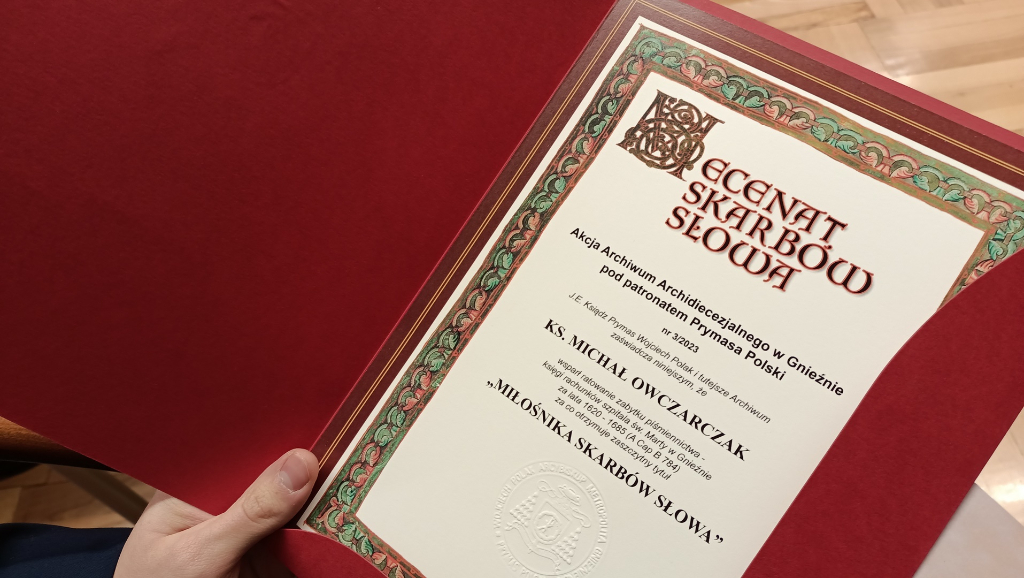 MECENAT
SKARBÓW
SŁOWA
Akcja Archiwum Archidiecezjalnego w Gnieźnie
pod patronatem Prymasa Polski
nr 3/2023
J.E. Ksiądz Prymas Wojciech Polak i tutejsze Archiwum
zaświadcza niniejszym, że
KS. MICHAŁ OWCZARCZAK
wsparł ratowanie zabytku piśmiennictwa -
księgi rachunków szpitala św. Marty w Gnieźnie
za lata 1620 - 1685 (A Cap B 784)
za co otrzymuje zaszczytny tytuł
„MIŁOŚNIKA SKARBÓW SŁOWA”